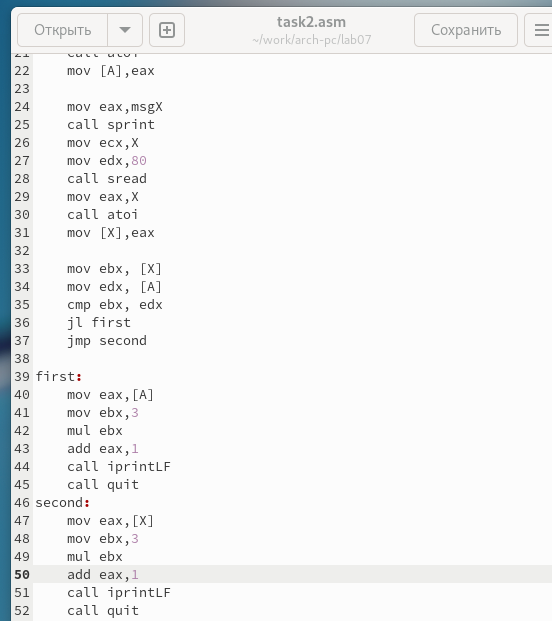 Открыть
task2.asm
~/work/arch-pc/lab07
Сохранить
21 call atoi
22 mov [A],eax
23
24 mov eax,msgX
25 call sprint
26 mov ecx,X
27 mov edx,80
28 call sread
29 mov eax,X
30 call atoi
31 mov [X],eax
32
33 mov ebx, [X]
34 mov edx, [A]
35 cmp ebx, edx
36 jl first
37 jmp second
38
39 first:
40 mov eax,[A]
41 mov ebx,3
42 mul ebx
43 add eax,1
44 call iprintLF
45 call quit
46 second:
47 mov eax,[X]
48 mov ebx,3
49 mul ebx
50 add eax,1
51 call iprintLF
52 call quit